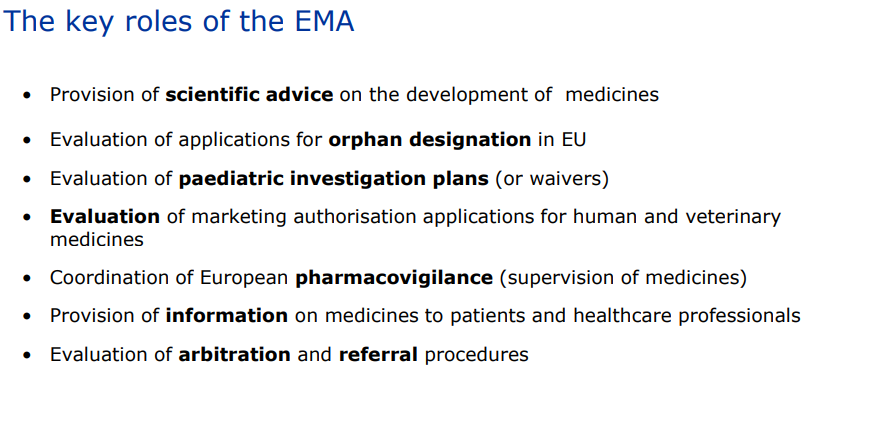 The key roles of the EMA
• Provision of scientific advice on the development of  medicines
• Evaluation of applications for orphan designation in EU
• Evaluation of paediatric investigation plans (or waivers)
• Evaluation of marketing authorisation applications for human and veterinary
medicines
• Coordination of European pharmacovigilance (supervision of medicines)
• Provision of information on medicines to patients and healthcare professionals
• Evaluation of arbitration and referral procedures